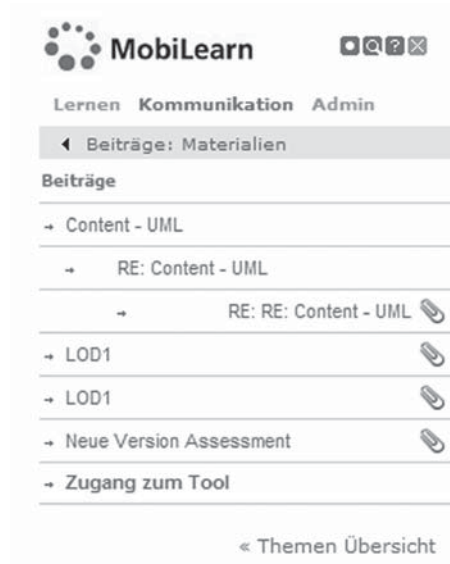 MobiLearn
Lernen Kommunikation Admin
Beiträge: Materialien
Beiträge
→ Content - UML
→ RE: Content - UML
→ RE: RE: Content - UML
→ LOD1
→ LOD1
→ Neue Version Assessment
→ Zugang zum Tool
« Themen Übersicht